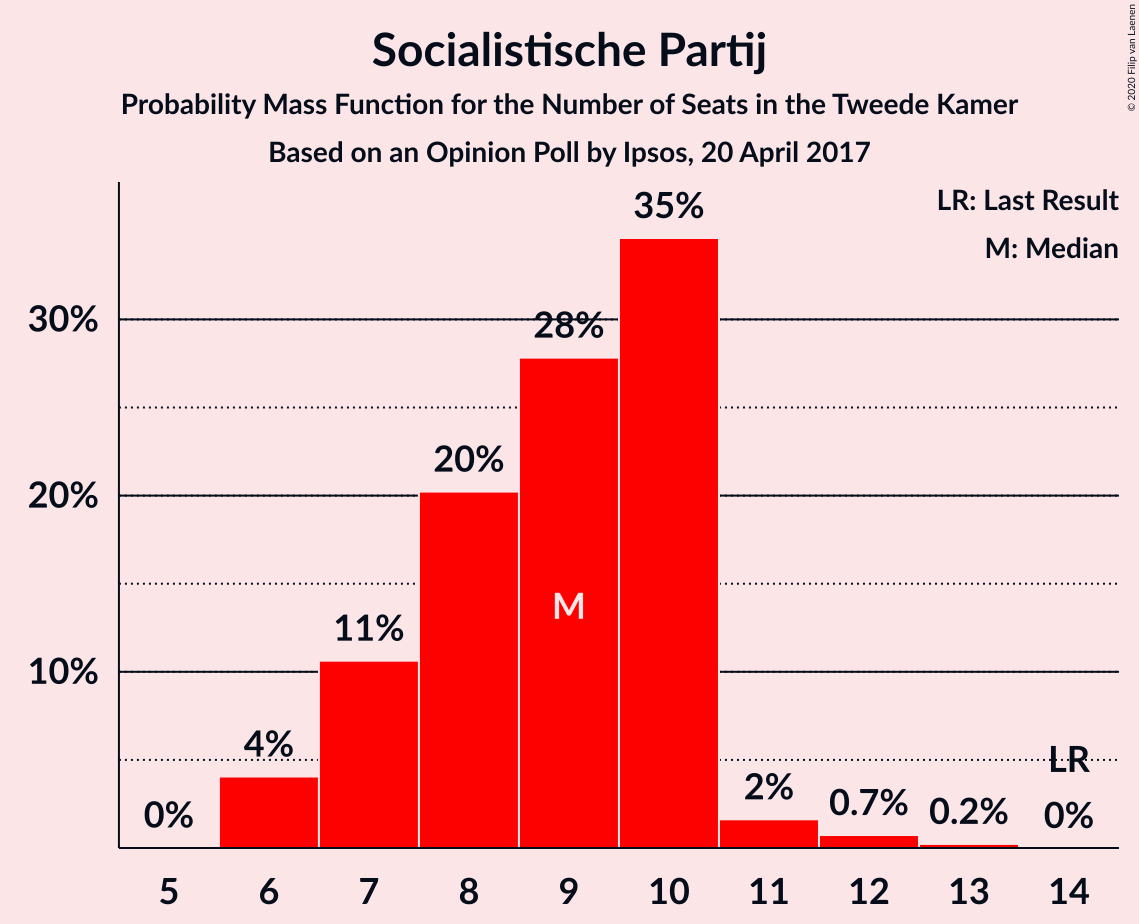 Socialistische Partij
Probability Mass Function for the Number of Seats in the Tweede Kamer
Based on an Opinion Poll by Ipsos, 20 April 2017
© 2020 Filip van Laenen
LR: Last Result
M: Median
35%
30%
28%
20%
20%
M
11%
10%
4%
LR
0%
2%
0.7%
0.2%
0%
5 6 7 8 9 10 11 12 13 14